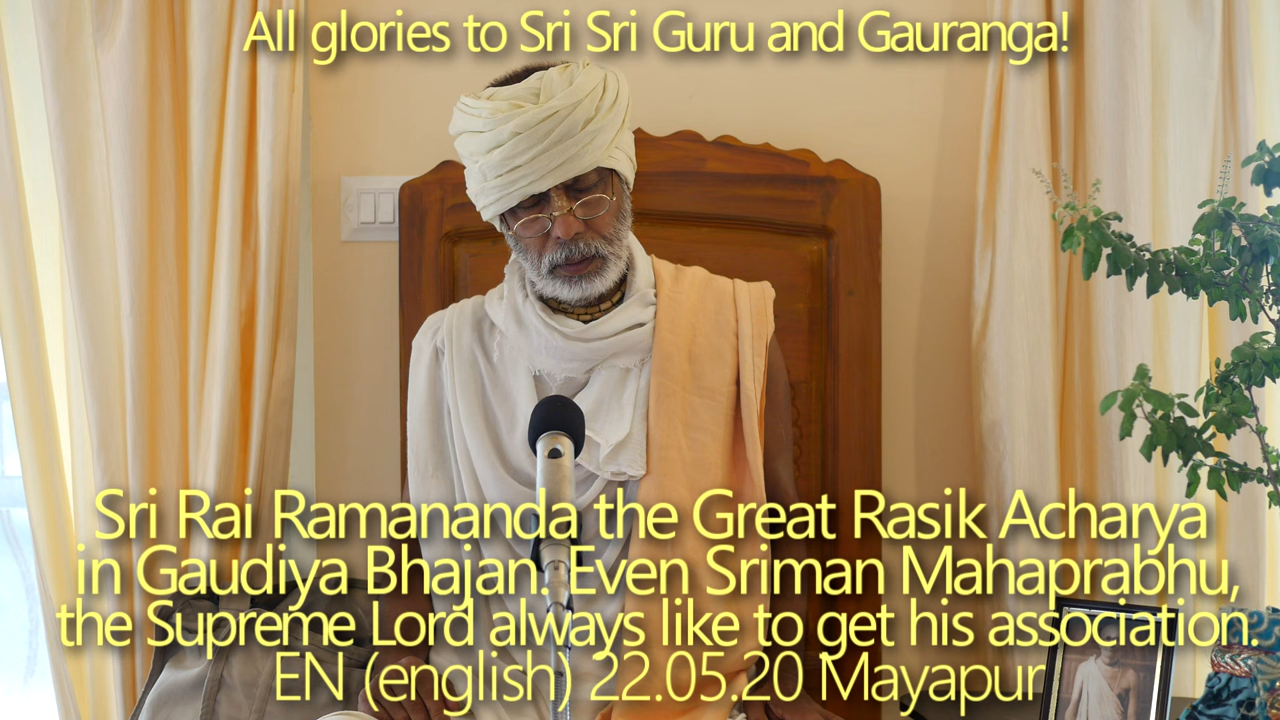 All glories to Sri Sri Guru and Gauranga!
Sri Rai Ramananda the Great Rasik Acharya
in Gaudiya Bhajan. Even Sriman Mahaprabhu,
the Supreme Lord always like to get his association.
EN (english) 22.05.20 Mayapur